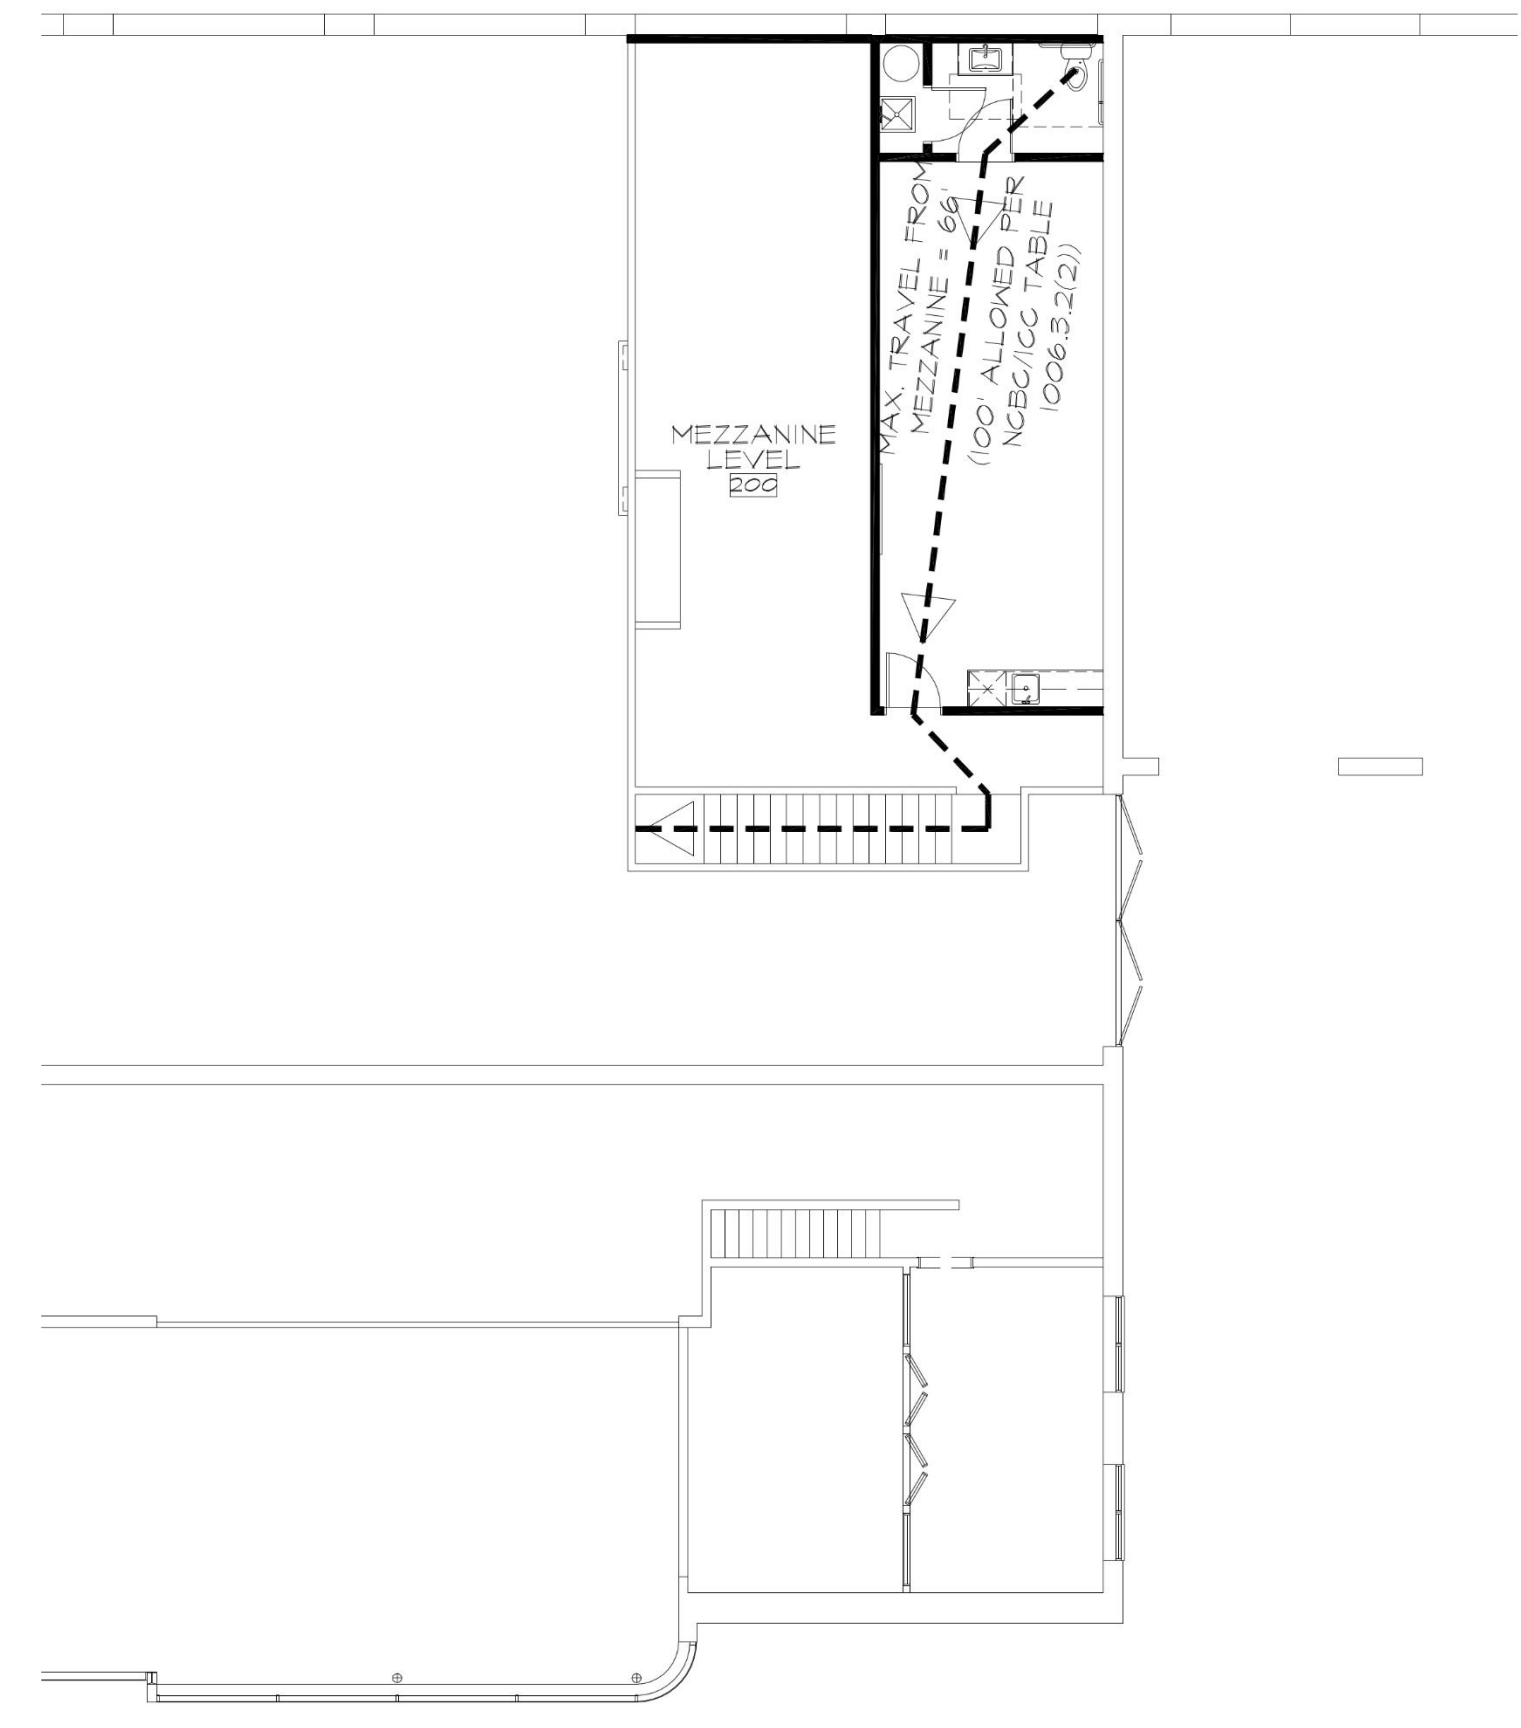 MAX. TRAVEL FROM
MEZZANINE = 66'
(100' ALLOWED PER
NCBC/ICC TABLE
1006.3.2(2))
MEZZANINE
LEVEL
200